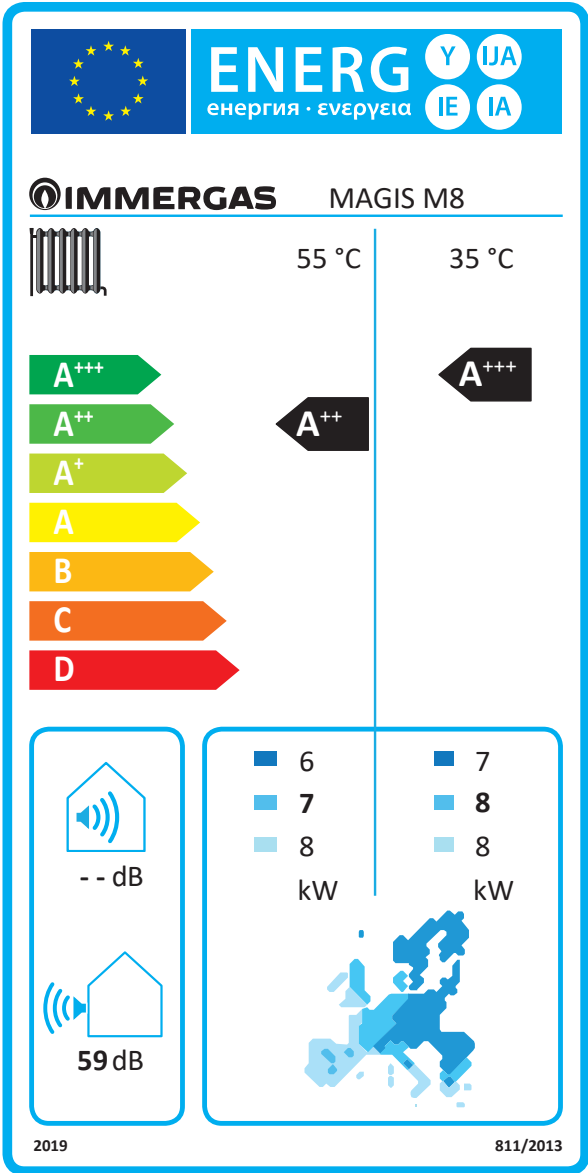 ENERG Y IJA
енергия · ενεργεια IE IA
IMMERGAS MAGIS M8
55 °C 35 °C
A+++ A+++
A++ A++
A+
A
B
C
D
6 7
7 8
8 8
kW kW
- - dB
59 dB
2019 811/2013